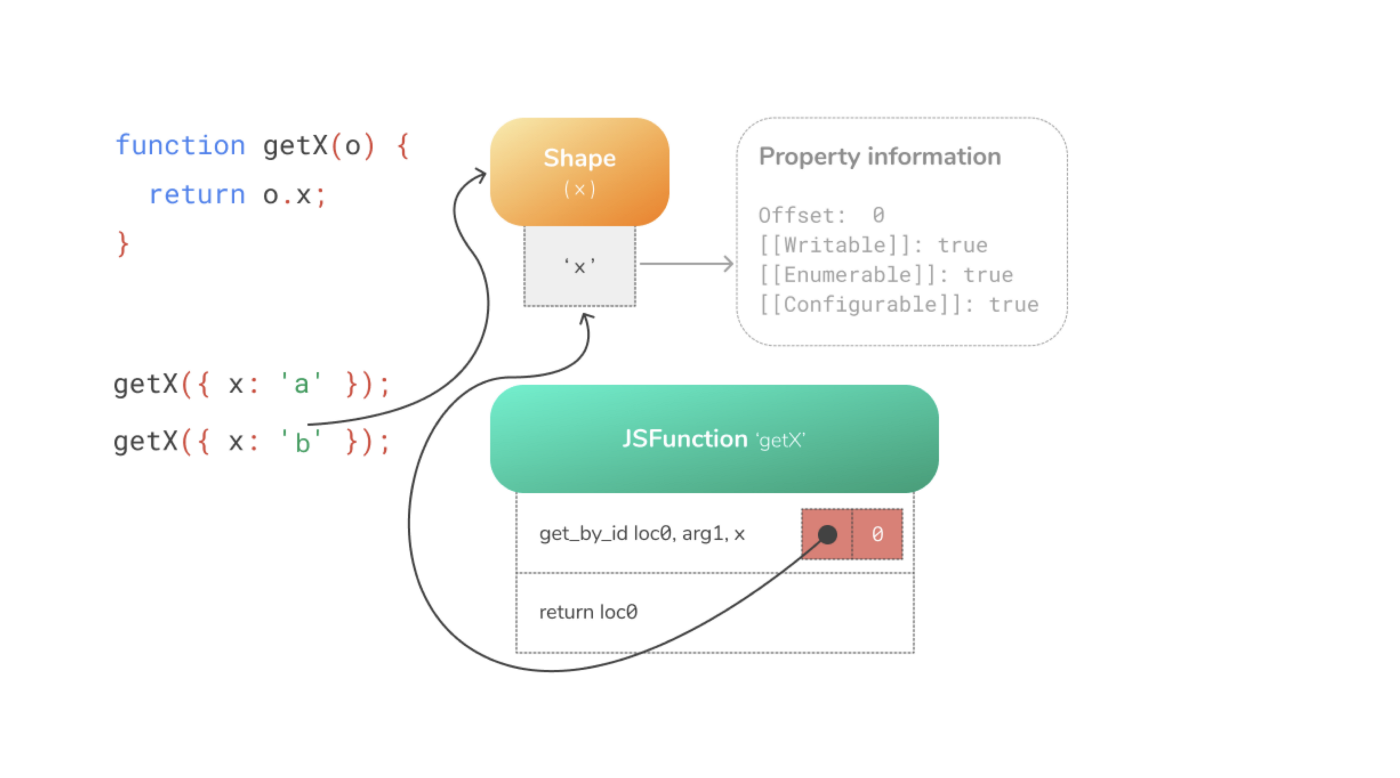 function getX(o) {
return o.x;
}
getX({ x: 'a' });
getX({ x: 'b' });
Shape
(x)
‘x’
Property information
Offset: 0
[[Writable]]: true
[[Enumerable]]: true
[[Configurable]]: true
JSFunction ‘getX’
get_by_id loc0, arg1, x
0
return loc0